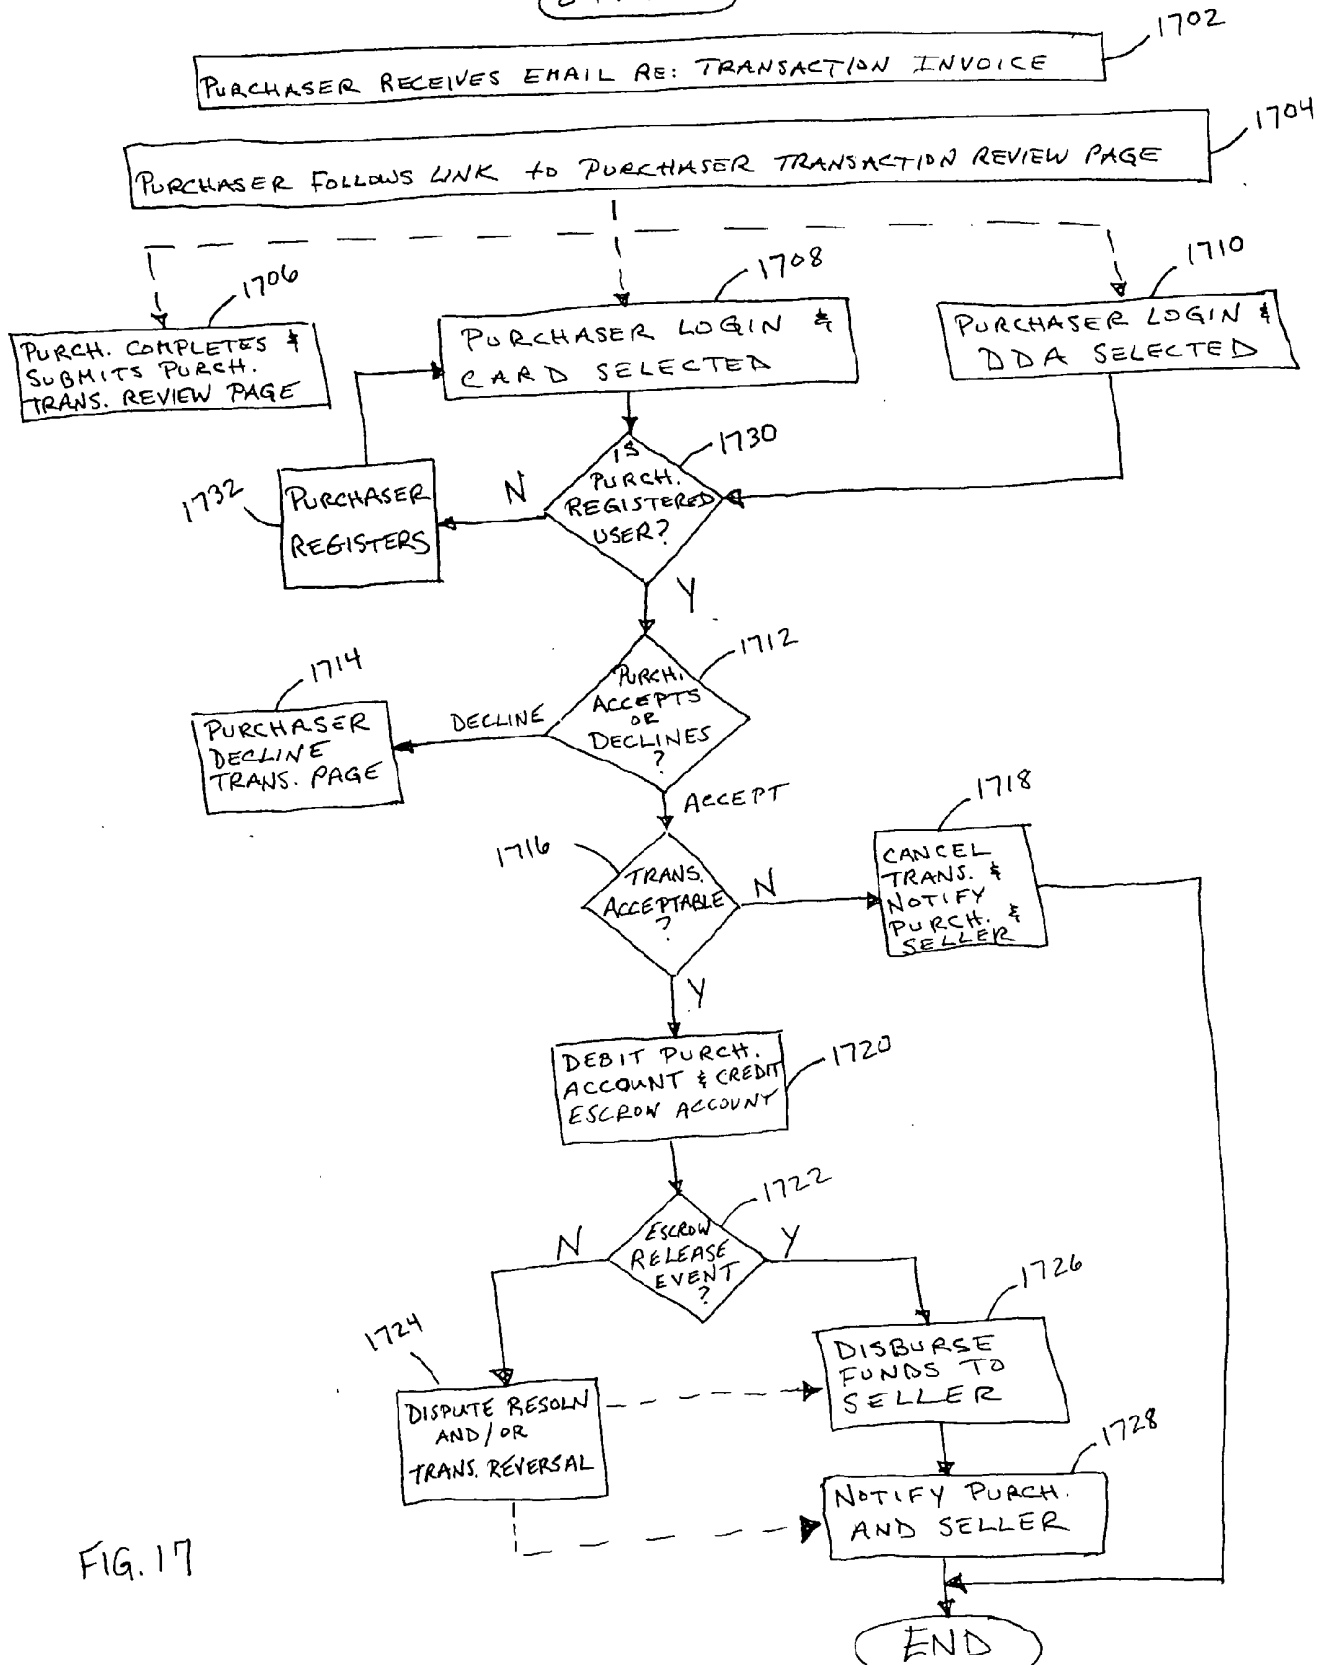 1702
PURCHASER RECEIVES EMAIL RE: TRANSACTION INVOICE
1704
PURCHASER FOLLOWS LINK to PURCHASER TRANSACTION REVIEW PAGE
1706
PURCH. COMPLETES &
SUBMITS PURCH.
TRANS. REVIEW PAGE
1708
PURCHASER LOGIN &
CARD SELECTED
1710
PURCHASER LOGIN &
DDA SELECTED
1730
IS
PURCH.
REGISTERED
USER?
N
1732
PURCHASER
REGISTERS
Y
1712
PURCH.
ACCEPTS
OR
DECLINES
?
DECLINE
1714
PURCHASER
DECLINE
TRANS. PAGE
ACCEPT
1716
TRANS.
ACCEPTABLE
?
N
1718
CANCEL
TRANS. &
NOTIFY
PURCH. &
SELLER
Y
1720
DEBIT PURCH.
ACCOUNT & CREDIT
ESCROW ACCOUNT
1722
ESCROW
RELEASE
EVENT
?
N
Y
1724
DISPUTE RESOLN
AND/OR
TRANS. REVERSAL
1726
DISBURSE
FUNDS TO
SELLER
1728
NOTIFY PURCH.
AND SELLER
END
FIG. 17